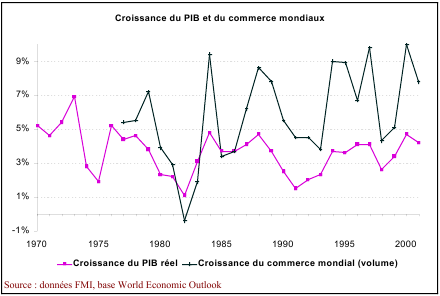 Croissance du PIB et du commerce mondiaux
9%
7%
5%
3%
1%
-1%
1970 1975 1980 1985 1990 1995 2000
Croissance du PIB réel Croissance du commerce mondial (volume)
Source : données FMI, base World Economic Outlook